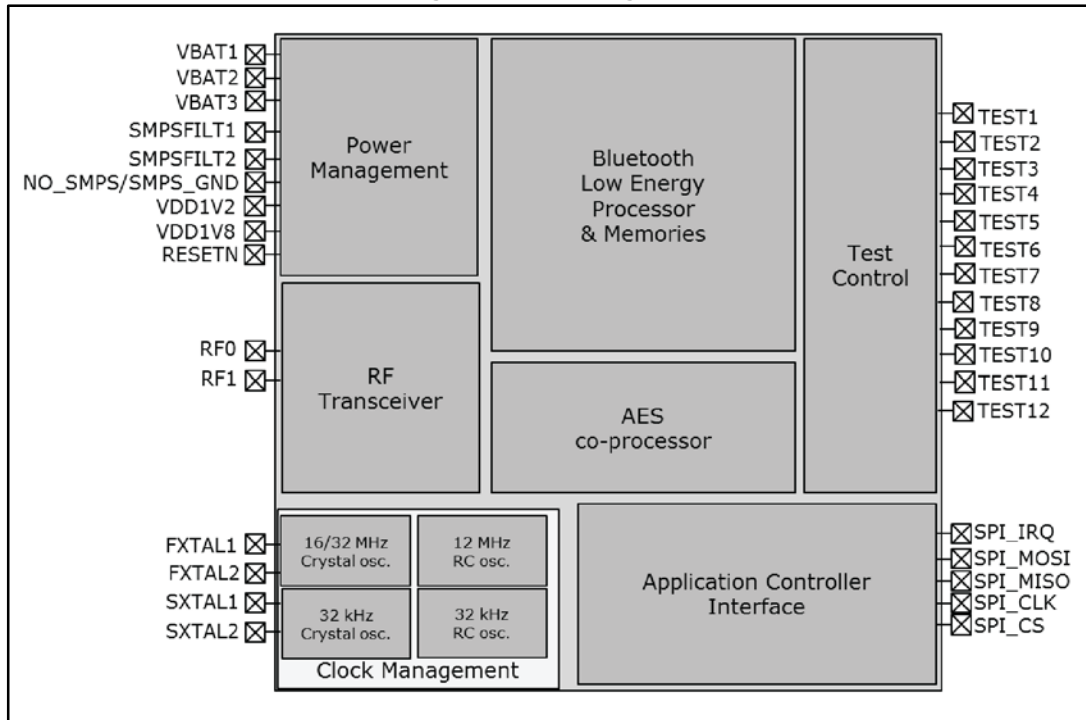 VBAT1
VBAT2
VBAT3
SMPSFILT1
SMPSFILT2
NO_SMPS/SMPS_GND
VDD1V2
VDD1V8
RESETN
RF0
RF1
FXTAL1
FXTAL2
SXTAL1
SXTAL2
Power
Management
RF
Transceiver
16/32 MHz
Crystal osc.
12 MHz
RC osc.
32 kHz
Crystal osc.
32 kHz
RC osc.
Clock Management
Bluetooth
Low Energy
Processor
& Memories
AES
co-processor
Test
Control
Application Controller
Interface
TEST1
TEST2
TEST3
TEST4
TEST5
TEST6
TEST7
TEST8
TEST9
TEST10
TEST11
TEST12
SPI_IRQ
SPI_MOSI
SPI_MISO
SPI_CLK
SPI_CS